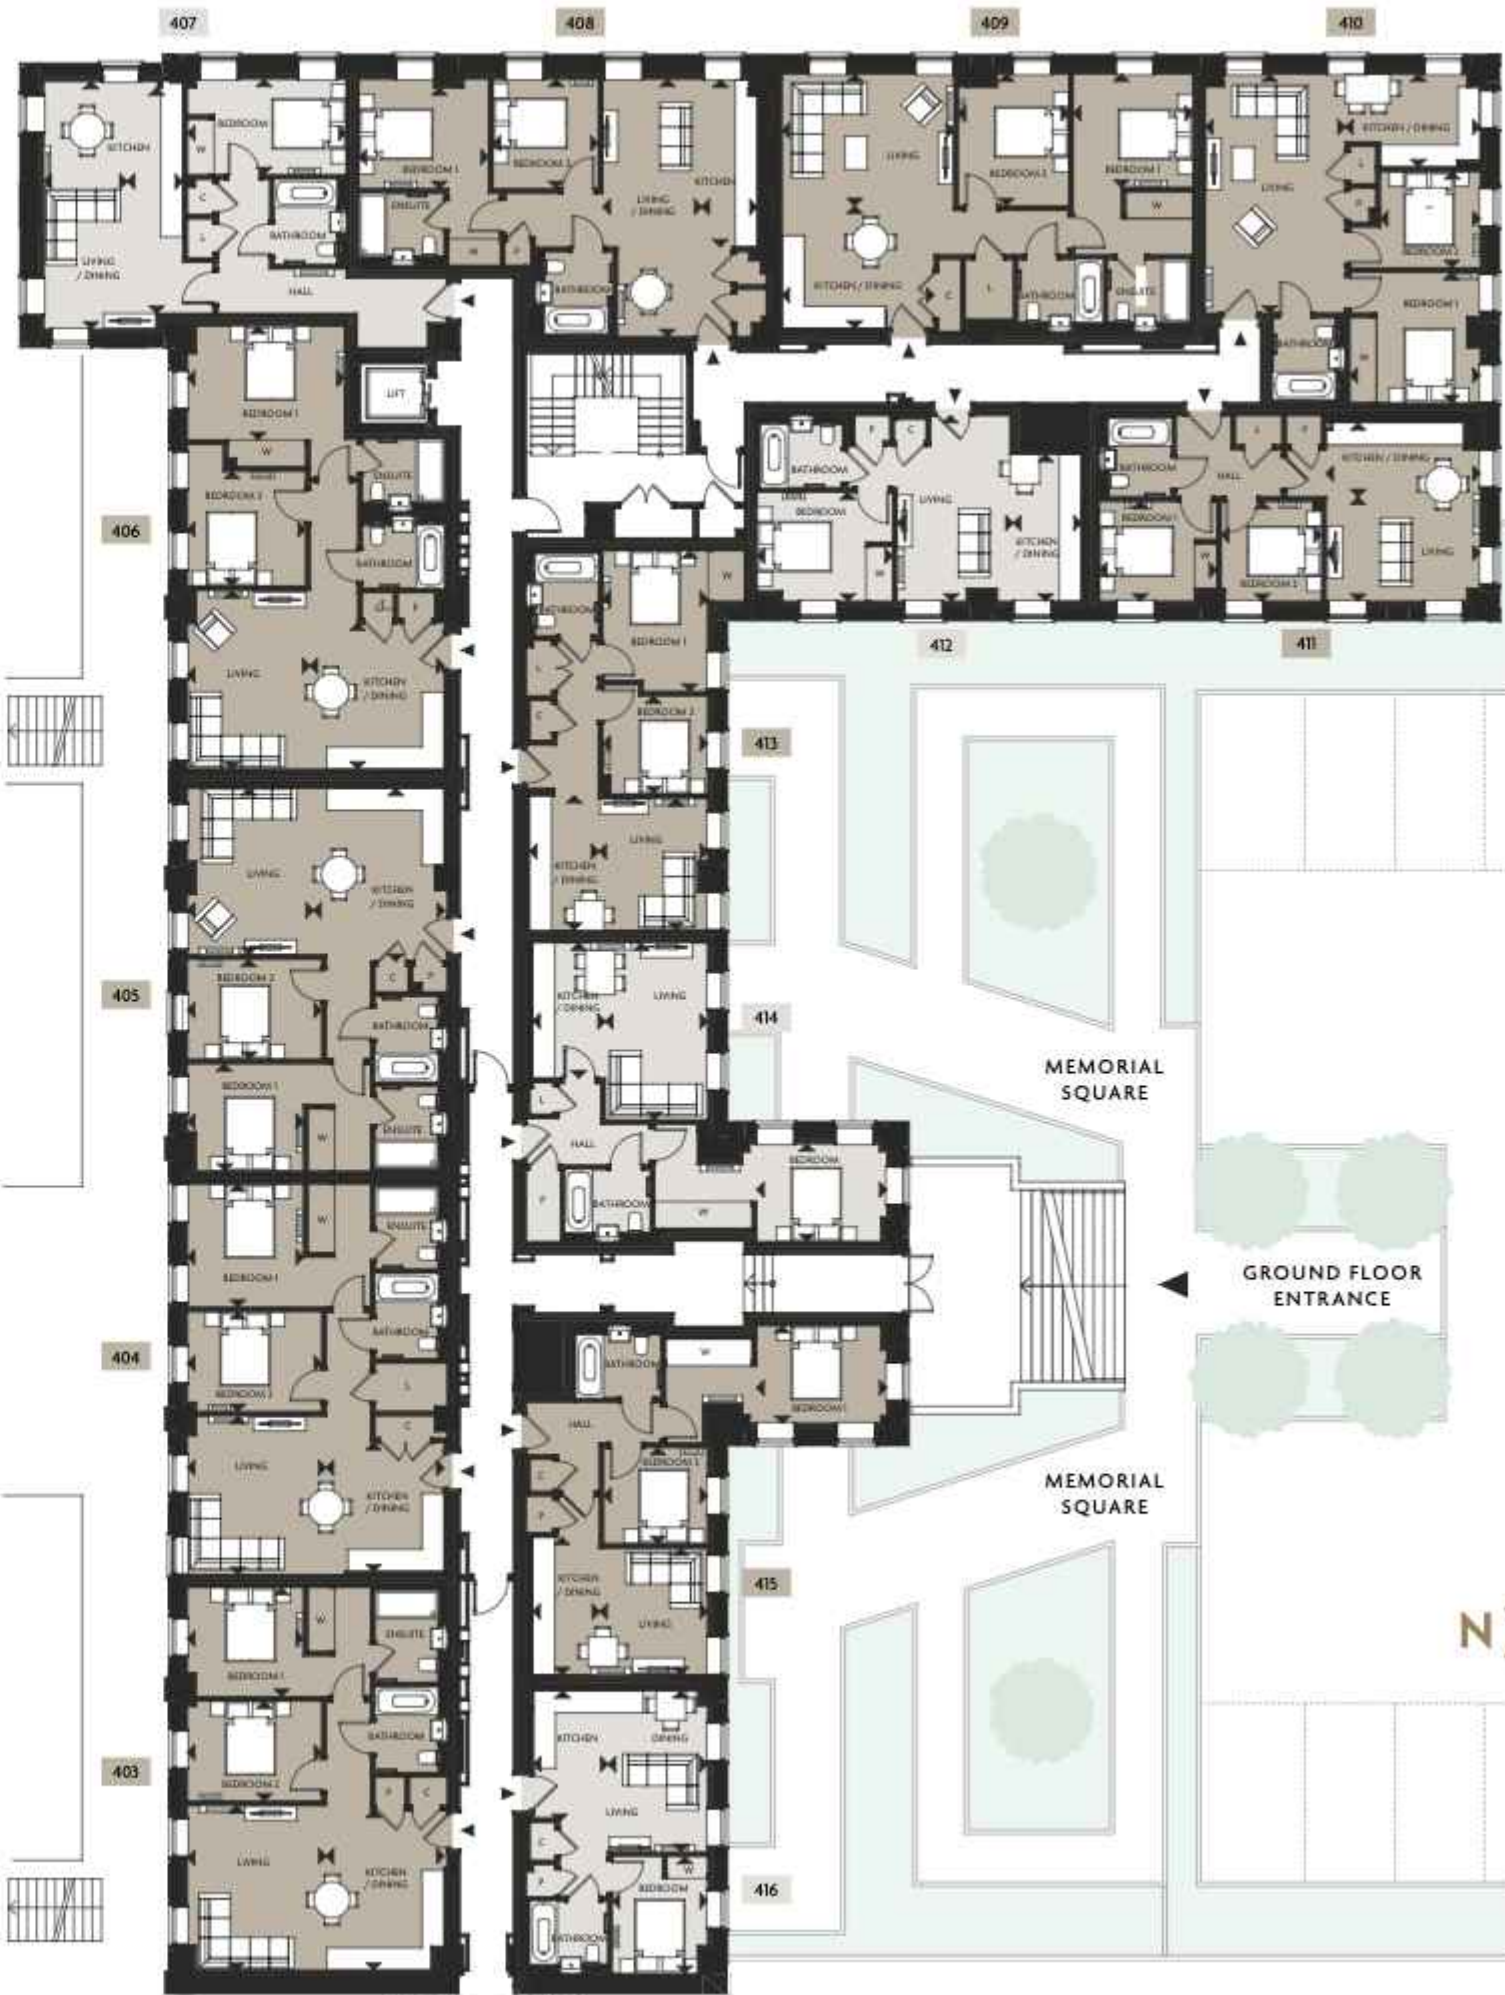 407
408
409
410
KITCHEN
LIVING
/ DINING
BEDROOM
W
C
L
BATHROOM
HALL
BEDROOM 1
ENSUITE
W
P
BEDROOM 2
BATHROOM
LIVING
/ DINING
KITCHEN
LIVING
KITCHEN / DINING
C
L
BEDROOM 2
BATHROOM
BEDROOM 1
W
ENSUITE
LIVING
KITCHEN / DINING
L
P
BEDROOM 2
BEDROOM 1
BATHROOM
W
LIFT
406
BEDROOM 1
W
ENSUITE
BEDROOM 2
BATHROOM
P
LIVING
KITCHEN
/ DINING
BATHROOM
P
C
BEDROOM
W
LIVING
KITCHEN
/ DINING
412
BATHROOM
HALL
L
P
KITCHEN / DINING
BEDROOM 1
W
BEDROOM 2
LIVING
411
BATHROOM
W
BEDROOM 1
L
C
BEDROOM 2
413
LIVING
KITCHEN
/ DINING
405
LIVING
KITCHEN
/ DINING
C
P
BEDROOM 2
BATHROOM
BEDROOM 1
W
ENSUITE
KITCHEN
/ DINING
LIVING
414
L
HALL
P
BATHROOM
W
BEDROOM
MEMORIAL
SQUARE
GROUND FLOOR
ENTRANCE
404
W
ENSUITE
BEDROOM 1
BATHROOM
BEDROOM 2
L
C
LIVING
KITCHEN
/ DINING
BATHROOM
W
BEDROOM 1
HALL
C
P
BEDROOM 2
KITCHEN
/ DINING
LIVING
415
MEMORIAL
SQUARE
N
403
W
ENSUITE
BEDROOM 1
BATHROOM
BEDROOM 2
P
C
LIVING
KITCHEN
/ DINING
KITCHEN
DINING
LIVING
C
P
W
BEDROOM
BATHROOM
416